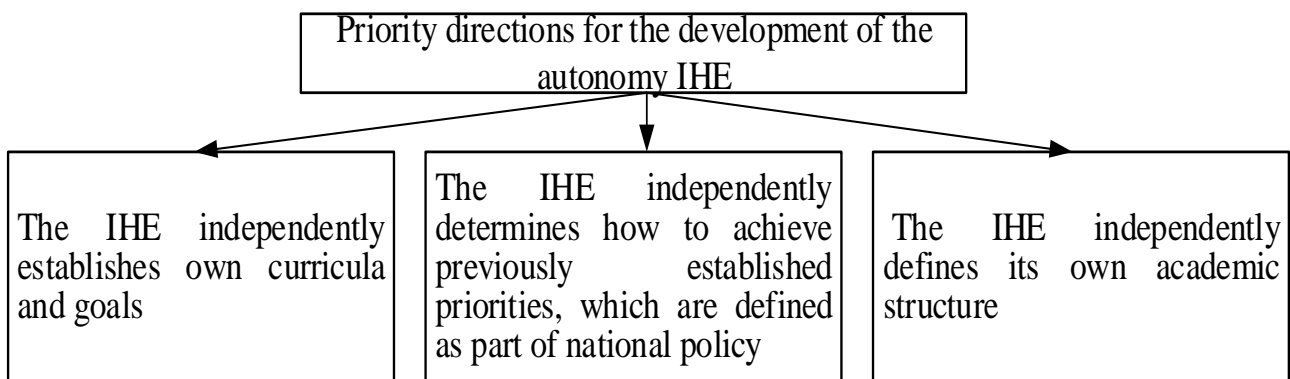 Priority directions for the development of the
autonomy IHE
The IHE independently
establishes own curricula
and goals
The IHE independently
determines how to achieve
previously established
priorities, which are defined
as part of national policy
The IHE independently
defines its own academic
structure